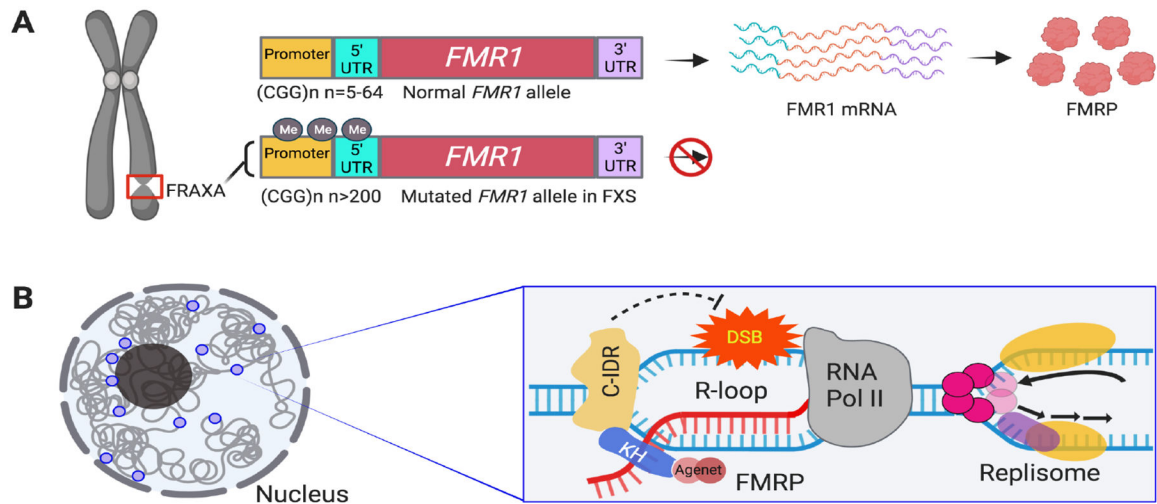 A
Promoter
5'
UTR
FMR1
3'
UTR
(CGG)n n=5-64 Normal FMR1 allele
FMR1 mRNA
FMRP
Me Me Me
FRAXA
Promoter
5'
UTR
FMR1
3'
UTR
(CGG)n n>200 Mutated FMR1 allele in FXS
B
Nucleus
C-IDR
DSB
R-loop
RNA
Pol II
KH
Agenet
FMRP
Replisome